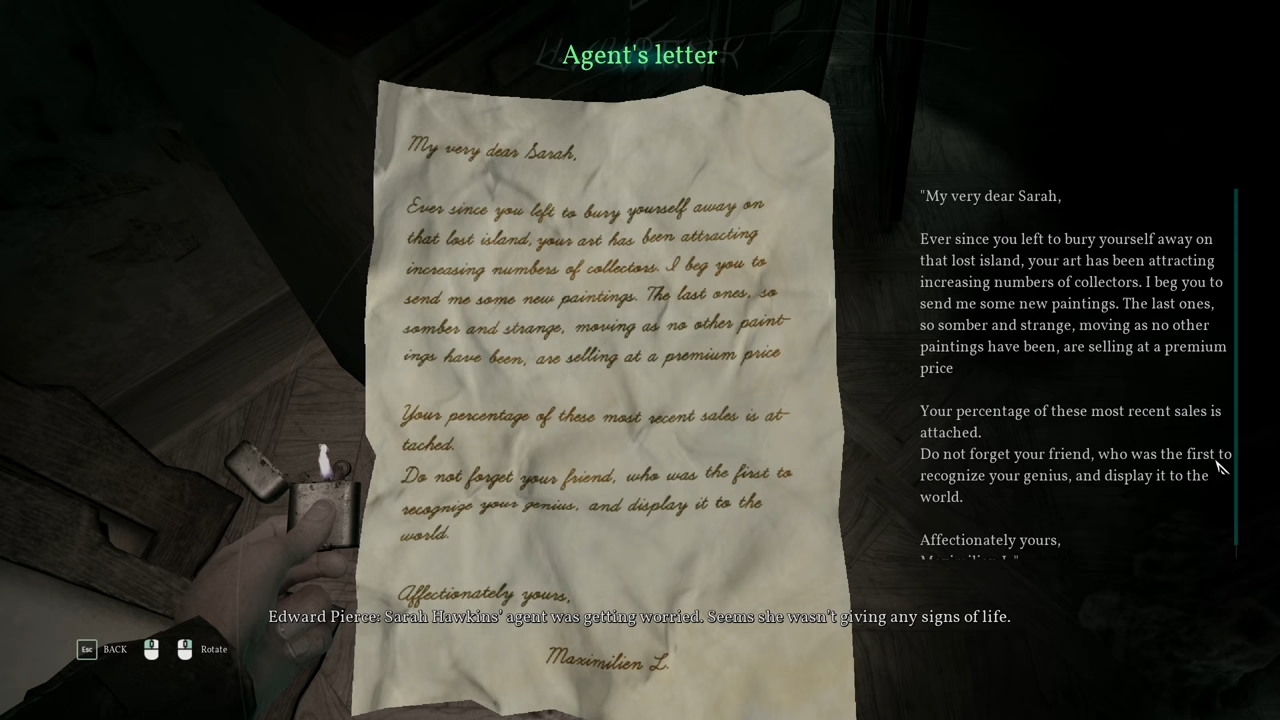 Agent's letter
My very dear Sarah,
Ever since you left to bury yourself away on
that lost island, your art has been attracting
increasing numbers of collectors. I beg you to
send me some new paintings. The last ones, so
somber and strange, moving as no other paint-
ings have been, are selling at a premium price
Your percentage of these most recent sales is at-
tached.
Do not forget your friend, who was the first to
recognize your genius, and display it to the
world.
Affectionately yours,
Maximilien L.
"My very dear Sarah,
Ever since you left to bury yourself away on
that lost island, your art has been attracting
increasing numbers of collectors. I beg you to
send me some new paintings. The last ones,
so somber and strange, moving as no other
paintings have been, are selling at a premium
price
Your percentage of these most recent sales is
attached.
Do not forget your friend, who was the first to
recognize your genius, and display it to the
world.
Affectionately yours,
Maximilien L."
Edward Pierce: Sarah Hawkins' agent was getting worried. Seems she wasn't giving any signs of life.
Esc BACK Rotate